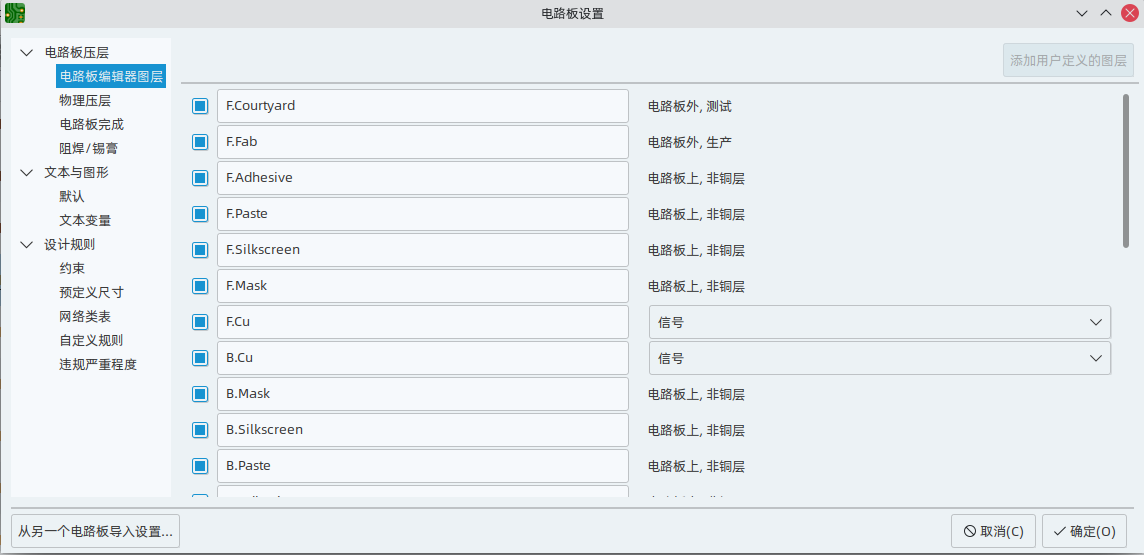 电路板设置
电路板压层
电路板编辑器图层
物理压层
电路板完成
阻焊/锡膏
文本与图形
默认
文本变量
设计规则
约束
预定义尺寸
网络类表
自定义规则
违规严重程度
添加用户定义的图层
F.Courtyard 电路板外, 测试
F.Fab 电路板外, 生产
F.Adhesive 电路板上, 非铜层
F.Paste 电路板上, 非铜层
F.Silkscreen 电路板上, 非铜层
F.Mask 电路板上, 非铜层
F.Cu 信号
B.Cu 信号
B.Mask 电路板上, 非铜层
B.Silkscreen 电路板上, 非铜层
B.Paste 电路板上, 非铜层
从另一个电路板导入设置...
取消(C) 确定(O)